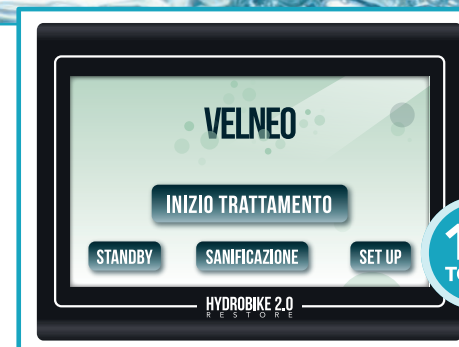 VELNEO
INIZIO TRATTAMENTO
STANDBY SANIFICAZIONE SET UP
HYDROBIKE 2.0
RESTORE